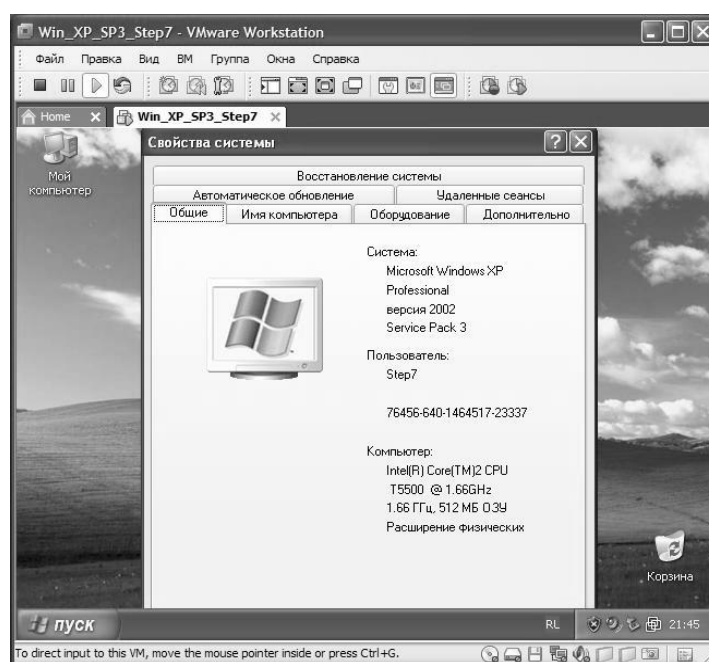 Win_XP_SP3_Step7 - VMware Workstation
Файл Правка Вид ВМ Группа Окна Справка
Home Win_XP_SP3_Step7
Мой
компьютер
Свойства системы
Восстановление системы
Автоматическое обновление Удаленные сеансы
Общие Имя компьютера Оборудование Дополнительно
Система:
Microsoft Windows XP
Professional
версия 2002
Service Pack 3
Пользователь:
Step7
76456-640-1464517-23337
Компьютер:
Intel(R) Core(TM)2 CPU
T5500 @ 1.66GHz
1.66 ГГц, 512 МБ ОЗУ
Расширение физических
Корзина
пуск RL 21:45
To direct input to this VM, move the mouse pointer inside or press Ctrl+G.